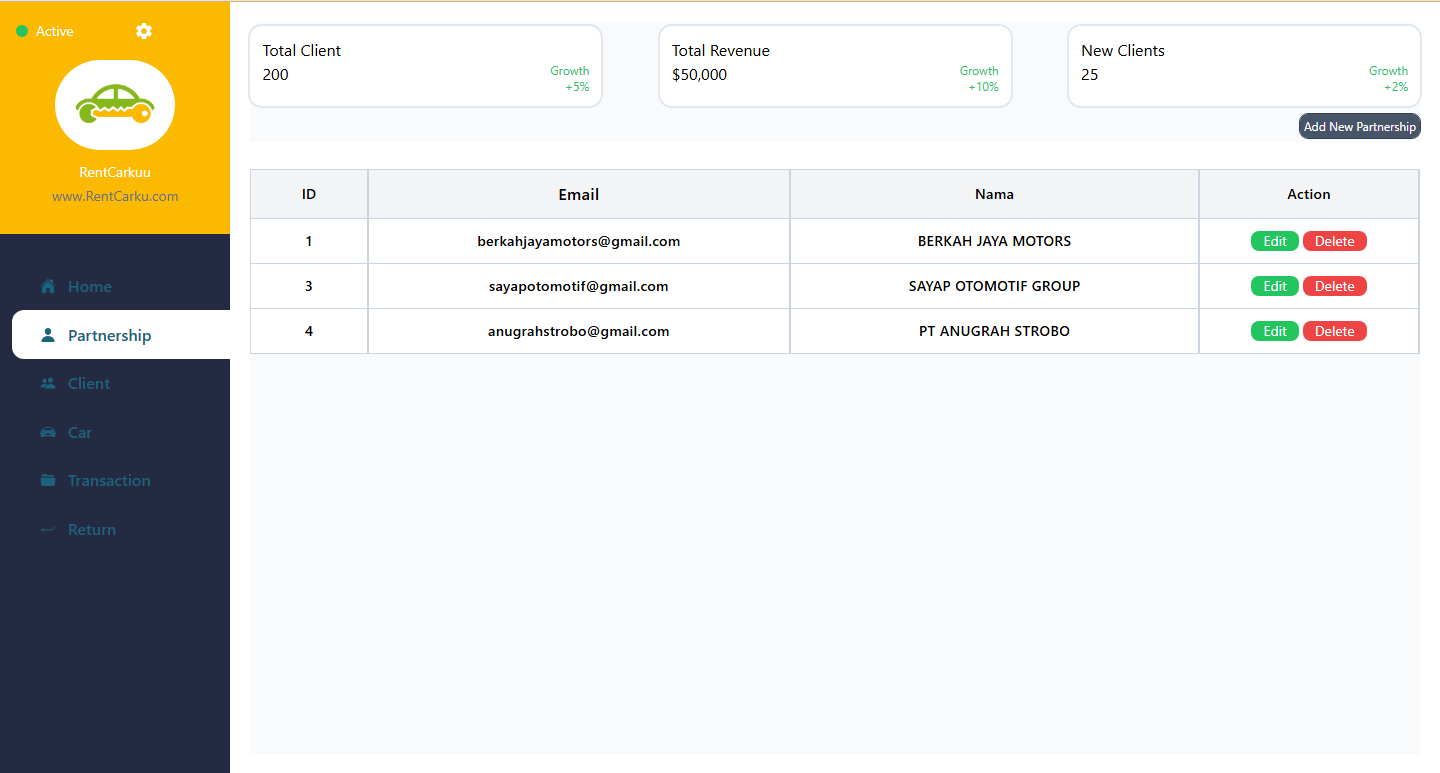 Active
RentCarkuu
www.RentCarku.com
Home
Partnership
Client
Car
Transaction
Return
Total Client
200
Growth
+5%
Total Revenue
$50,000
Growth
+10%
New Clients
25
Growth
+2%
Add New Partnership
ID Email Nama Action
1 berkahjayamotors@gmail.com BERKAH JAYA MOTORS Edit Delete
3 sayapotomotif@gmail.com SAYAP OTOMOTIF GROUP Edit Delete
4 anugrahstrobo@gmail.com PT ANUGRAH STROBO Edit Delete